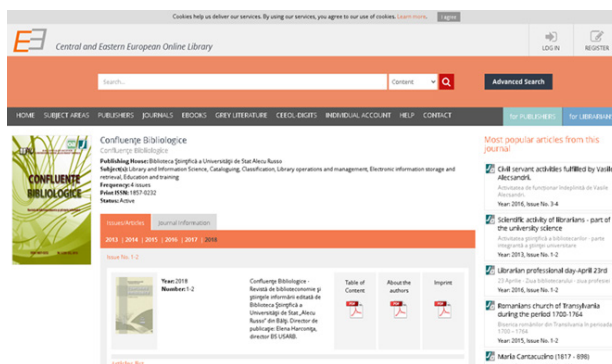 Cookies help us deliver our services. By using our services, you agree to our use of cookies. Learn more. I agree
Central and Eastern European Online Library
LOG IN
REGISTER
Search...
Content
Advanced Search
HOME SUBJECT AREAS PUBLISHERS JOURNALS EBOOKS GREY LITERATURE CEEOL-DIGITS INDIVIDUAL ACCOUNT HELP CONTACT
for PUBLISHERS
for LIBRARIANS
CONFLUENȚE
BIBLIOLOGICE
Confluențe Bibliologice
Confluențe Bibliologice
Publishing House: Biblioteca Științifică a Universității de Stat Alecu Russo
Subject(s): Library and Information Science, Cataloguing, Classification, Library operations and management, Electronic information storage and
retrieval, Education and training
Frequency: 4 issues
Print ISSN: 1857-0232
Status: Active
Issues/Articles
Journal Information
2013 | 2014 | 2015 | 2016 | 2017 | 2018
Issue No. 1-2
Year: 2018
Number: 1-2
Confluențe Bibliologice -
Revistă de biblioteconomie și
științele informării editată de
Biblioteca Științifică a
Universității de Stat „Alecu
Russo" din Bălți. Director de
publicație: Elena Harconița,
director BȘ USARB.
Table of
Content
About the
authors
Imprint
Articles list
Most popular articles from this
journal
Civil servant activities fulfilled by Vasile
Alecsandri.
Activitatea de funcționar îndeplinită de Vasile
Alecsandri.
Year: 2016, Issue No. 3-4
Scientific activity of librarians - part of
the university science
Activitatea științifică a bibliotecarilor - parte
integrantă a științei universitare
Year: 2013, Issue No. 1-2
Librarian professional day-April 23rd
23 Aprilie - Ziua bibliotecarului - ziua profesiei
Year: 2016, Issue No. 1-2
Romanians church of Transylvania
during the period 1700-1764
Biserica românilor din Transilvania în perioada
1700 - 1764
Year: 2015, Issue No. 1-2
Maria Cantacuzino (1817 - 898)